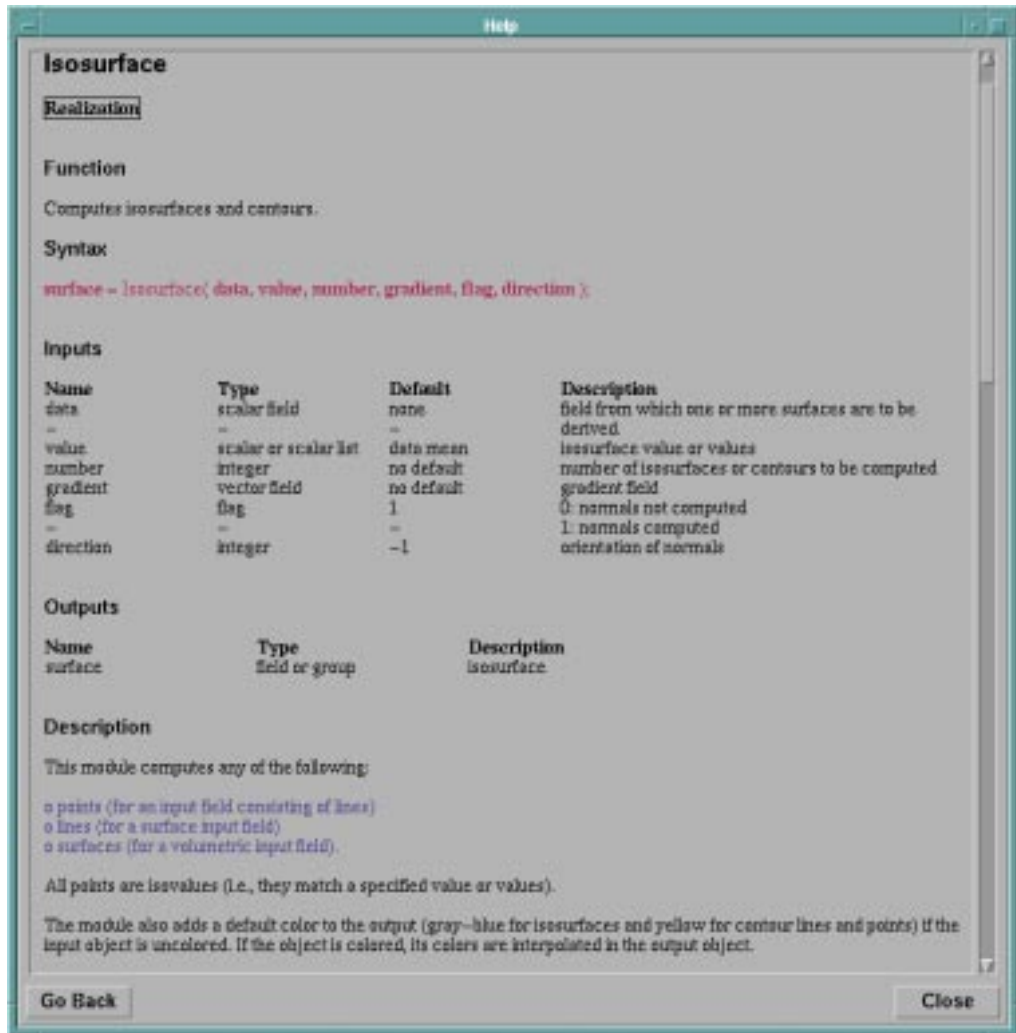 Help
Isosurface
Realization
Function
Computes isosurfaces and contours.
Syntax
surface = Isosurface( data, value, number, gradient, flag, direction );
Inputs
Name Type Default Description
data scalar field none field from which one or more surfaces are to be
– – – derived
value scalar or scalar list data mean isosurface value or values
number integer no default number of isosurfaces or contours to be computed
gradient vector field no default gradient field
flag flag 1 0: normals not computed
– – – 1: normals computed
direction integer –1 orientation of normals
Outputs
Name Type Description
surface field or group isosurface
Description
This module computes any of the following:
o points (for an input field consisting of lines)
o lines (for a surface input field)
o surfaces (for a volumetric input field).
All points are isovalues (i.e., they match a specified value or values).
The module also adds a default color to the output (gray–blue for isosurfaces and yellow for contour lines and points) if the
input object is uncolored. If the object is colored, its colors are interpolated in the output object.
Go Back Close